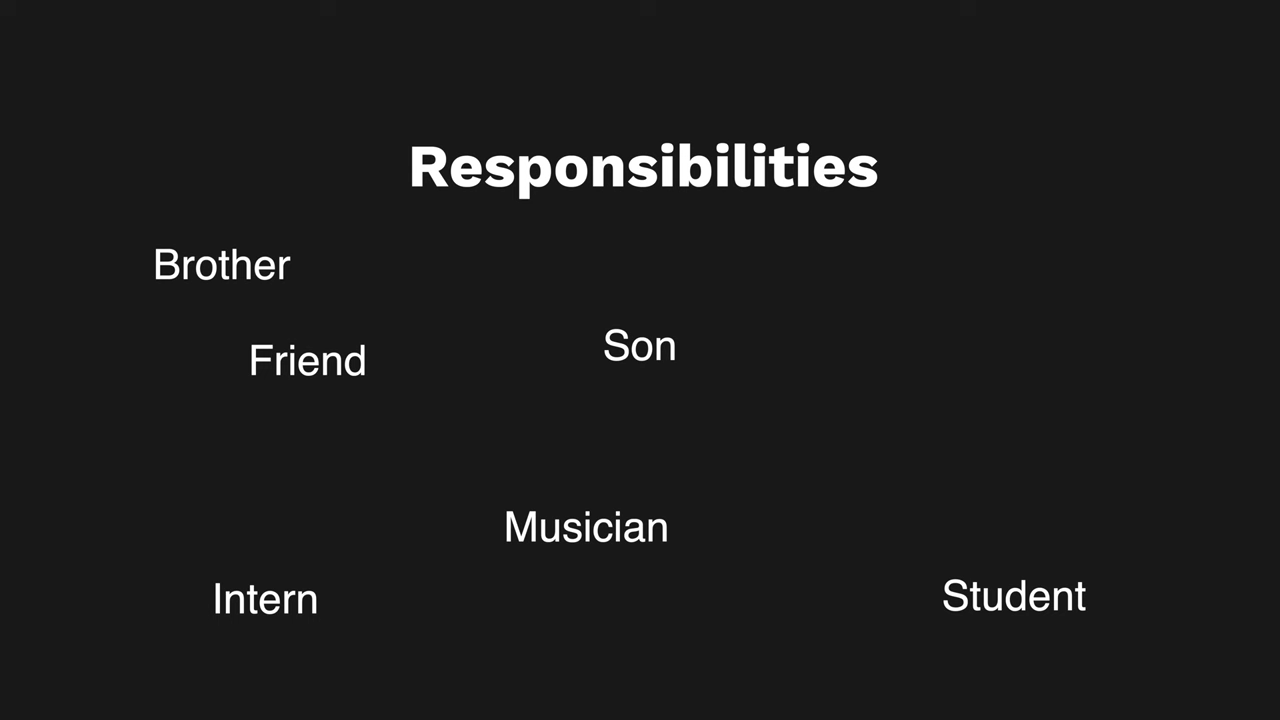 Responsibilities
Brother
Son
Friend
Musician
Intern
Student